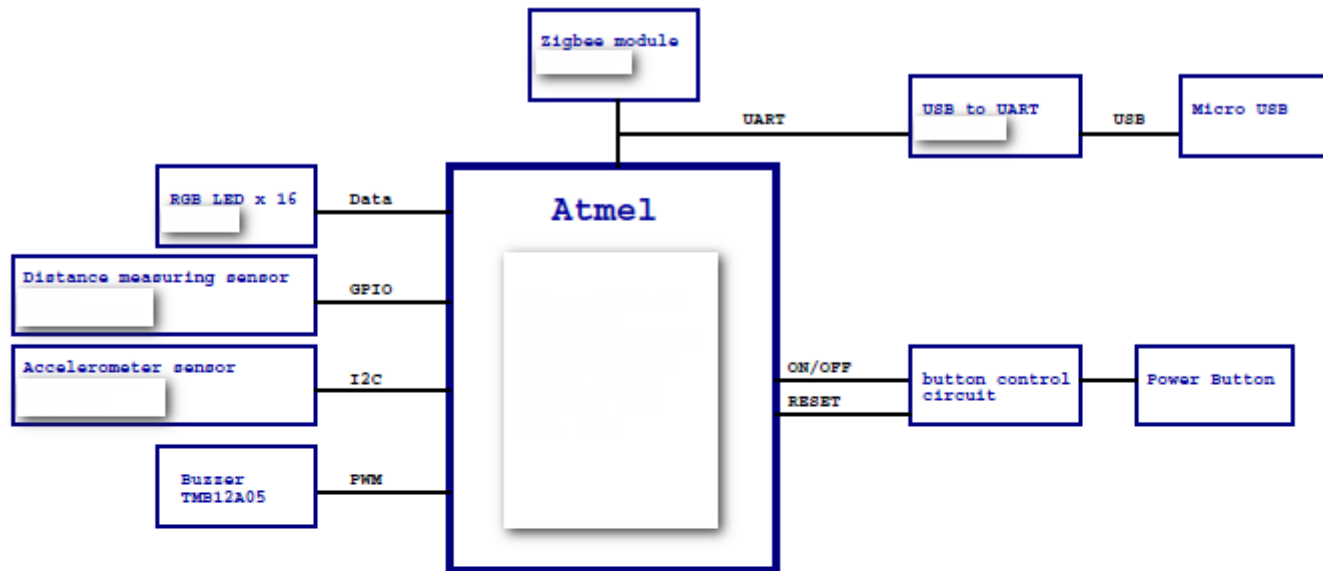 Zigbee module
UART
USB to UART
USB
Micro USB
RGB LED x 16
Data
Atmel
Distance measuring sensor
GPIO
Accelerometer sensor
I2C
ON/OFF
RESET
button control
circuit
Power Button
Buzzer
TMB12A05
PWM